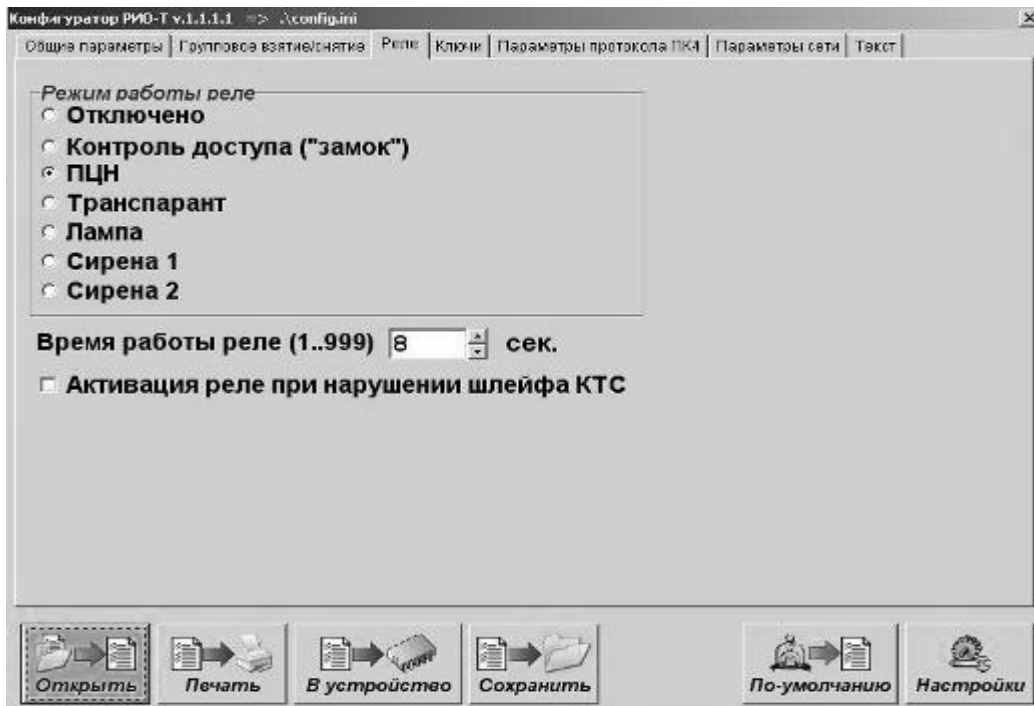 Конфигуратор РИО-Т v.1.1.1.1 => .\config.ini
Общие параметры Групповое взятие/снятие Реле Ключи Параметры протокола ПК4 Параметры сети Текст
Режим работы реле
Отключено
Контроль доступа ("замок")
ПЦН
Транспарант
Лампа
Сирена 1
Сирена 2
Время работы реле (1..999) 8 сек.
Активация реле при нарушении шлейфа КТС
Открыть Печать В устройство Сохранить По-умолчанию Настройки